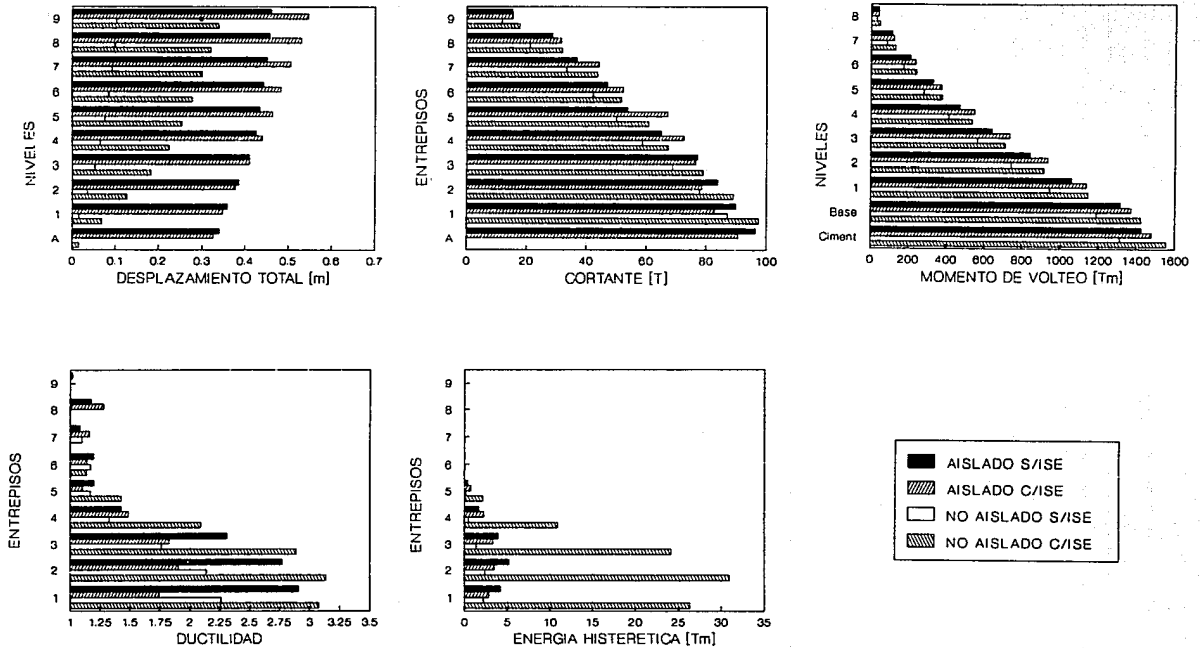 NIVELES
9
8
7
6
5
4
3
2
1
A
0 0.1 0.2 0.3 0.4 0.5 0.6 0.7
DESPLAZAMIENTO TOTAL [m]
ENTREPISOS
9
8
7
6
5
4
3
2
1
A
0 20 40 60 80 100
CORTANTE [T]
NIVELES
8
7
6
5
4
3
2
1
Base
Ciment
0 200 400 600 800 1000 1200 1400 1600
MOMENTO DE VOLTEO [Tm]
ENTREPISOS
9
8
7
6
5
4
3
2
1
1 1.25 1.5 1.75 2 2.25 2.5 2.75 3 3.25 3.5
DUCTILIDAD
ENTREPISOS
9
8
7
6
5
4
3
2
1
0 5 10 15 20 25 30 35
ENERGIA HISTERETICA [Tm]
AISLADO S/ISE
AISLADO C/ISE
NO AISLADO S/ISE
NO AISLADO C/ISE